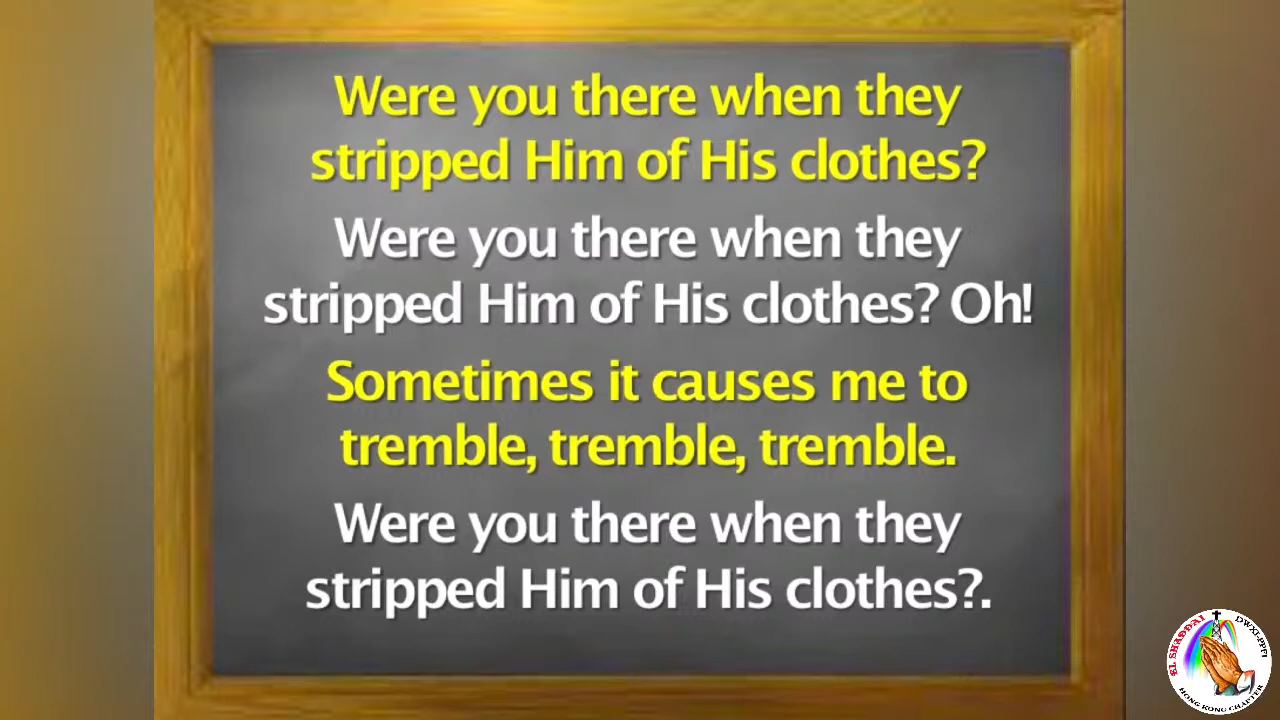 Were you there when they
stripped Him of His clothes?
Were you there when they
stripped Him of His clothes? Oh!
Sometimes it causes me to
tremble, tremble, tremble.
Were you there when they
stripped Him of His clothes?.
EL SHADDAI
DWXI-PPFI
HONG KONG CHAPTER